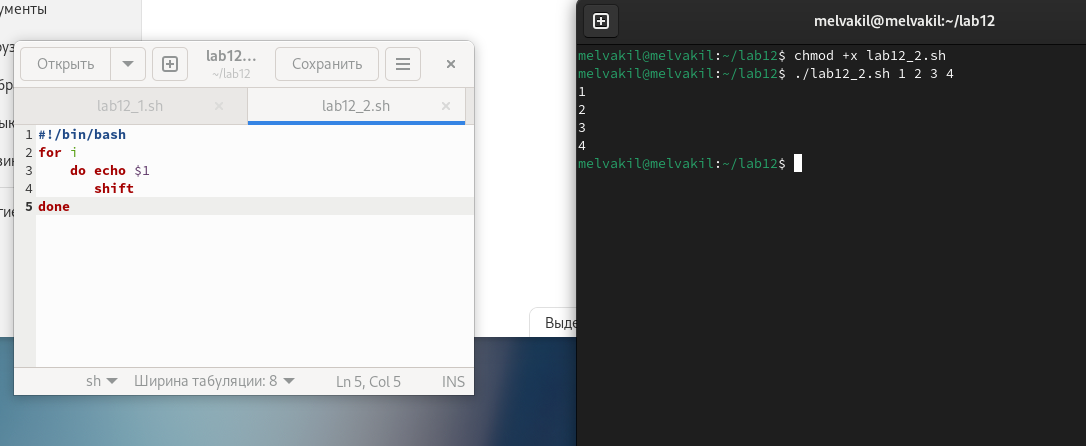 ументы
Открыть
lab12...
~/lab12
Сохранить
lab12_1.sh
lab12_2.sh
1 #!/bin/bash
2 for i
3 do echo $1
4 shift
5 done
sh
Ширина табуляции: 8
Ln 5, Col 5
INS
Выде
melvakil@melvakil:~/lab12
melvakil@melvakil:~/lab12$ chmod +x lab12_2.sh
melvakil@melvakil:~/lab12$ ./lab12_2.sh 1 2 3 4
1
2
3
4
melvakil@melvakil:~/lab12$